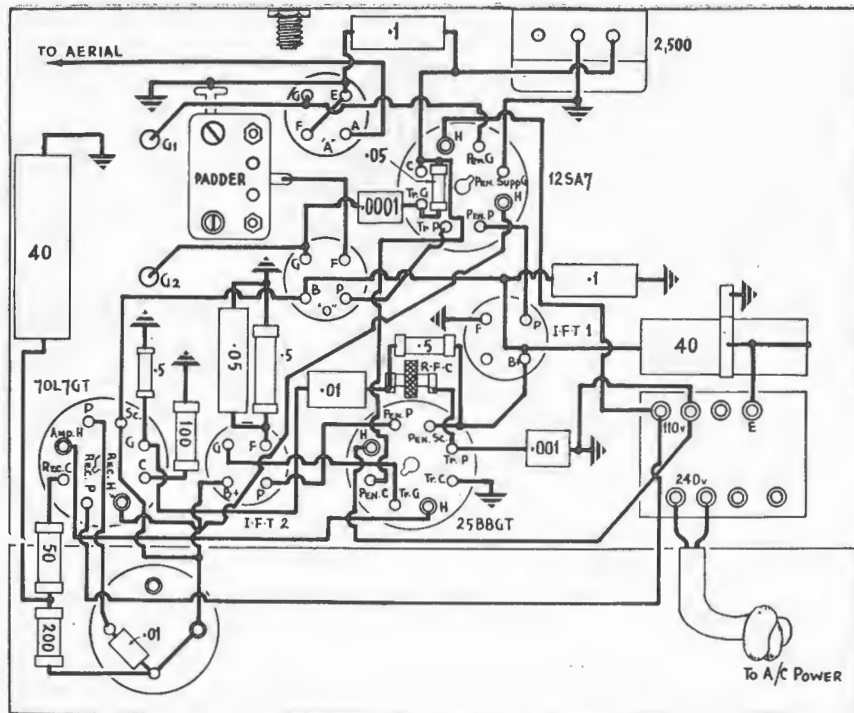 ·1
2,500
TO AERIAL
G
E
F
A
"A"
G1
H
PEN.G
C
·05
PEN. SUPP G
12SA7
PADDER
·0001
TR.G
H
TR.P
PEN.P
40
G
F
G2
B
P
"O"
·1
F
P
I·F·T 1
B+
40
·05
·5
·5
·5
R-F-C
·01
70L7GT
100
P
Sc.
G
AMP.H
REC.C
REC.P
REC.H
C
G
F
B+
P
I·F·T 2
PEN.P
H
PEN.Sc.
TR.P
·001
PEN.C
TR.G
TR.C
H
25B8GT
110v
E
240v
50
200
·01
TO A/C POWER